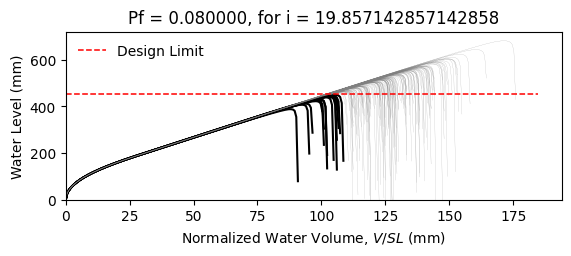 Pf = 0.080000, for i = 19.857142857142858
Design Limit
Water Level (mm)
600
400
200
0
0 25 50 75 100 125 150 175
Normalized Water Volume, V/SL (mm)